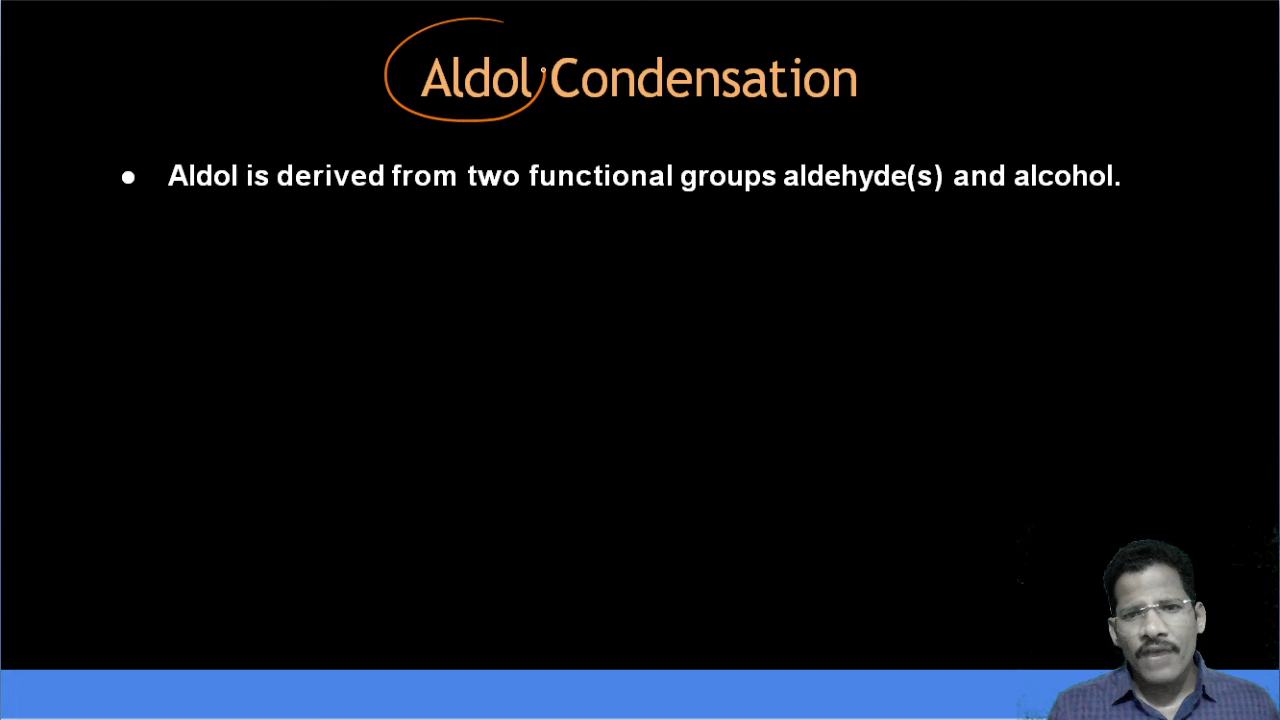 Aldol Condensation
● Aldol is derived from two functional groups aldehyde(s) and alcohol.